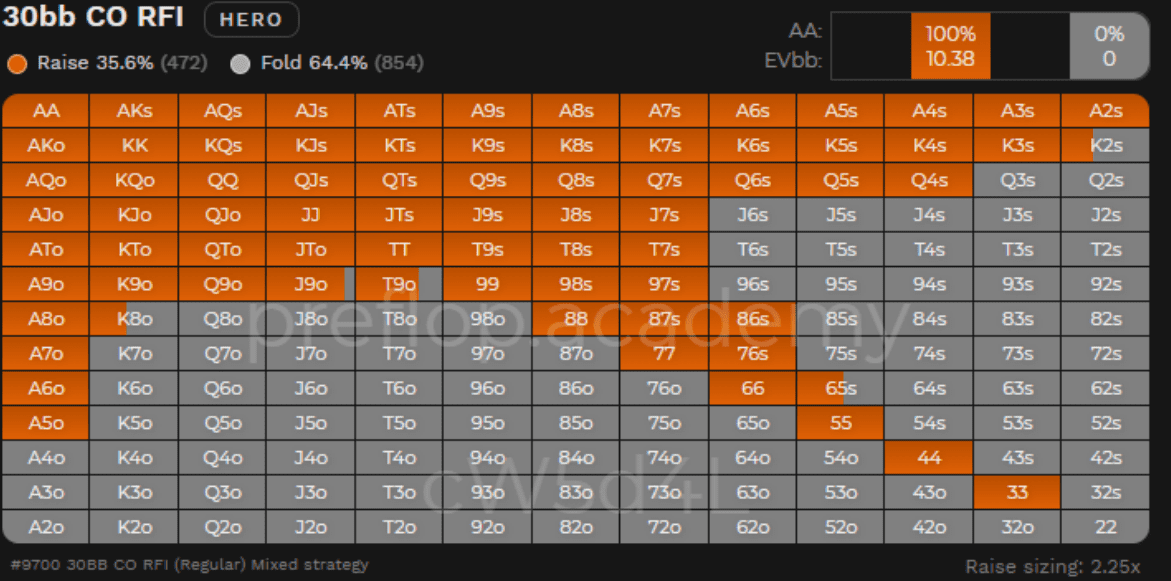 30bb CO RFI HERO
Raise 35.6% (472) Fold 64.4% (854)
AA: 100% 0%
EVbb: 10.38 0
AA AKs AQs AJs ATs A9s A8s A7s A6s A5s A4s A3s A2s
AKo KK KQs KJs KTs K9s K8s K7s K6s K5s K4s K3s K2s
AQo KQo QQ QJs QTs Q9s Q8s Q7s Q6s Q5s Q4s Q3s Q2s
AJo KJo QJo JJ JTs J9s J8s J7s J6s J5s J4s J3s J2s
ATo KTo QTo JTo TT T9s T8s T7s T6s T5s T4s T3s T2s
A9o K9o Q9o J9o T9o 99 98s 97s 96s 95s 94s 93s 92s
A8o K8o Q8o J8o T8o 98o 88 87s 86s 85s 84s 83s 82s
preflop.academy
A7o K7o Q7o J7o T7o 97o 87o 77 76s 75s 74s 73s 72s
A6o K6o Q6o J6o T6o 96o 86o 76o 66 65s 64s 63s 62s
A5o K5o Q5o J5o T5o 95o 85o 75o 65o 55 54s 53s 52s
A4o K4o Q4o J4o T4o 94o 84o 74o 64o 54o 44 43s 42s
A3o K3o Q3o J3o T3o 93o 83o 73o 63o 53o 43o 33 32s
cW5d4L
A2o K2o Q2o J2o T2o 92o 82o 72o 62o 52o 42o 32o 22
#9700 30BB CO RFI (Regular) Mixed strategy Raise sizing: 2.25x